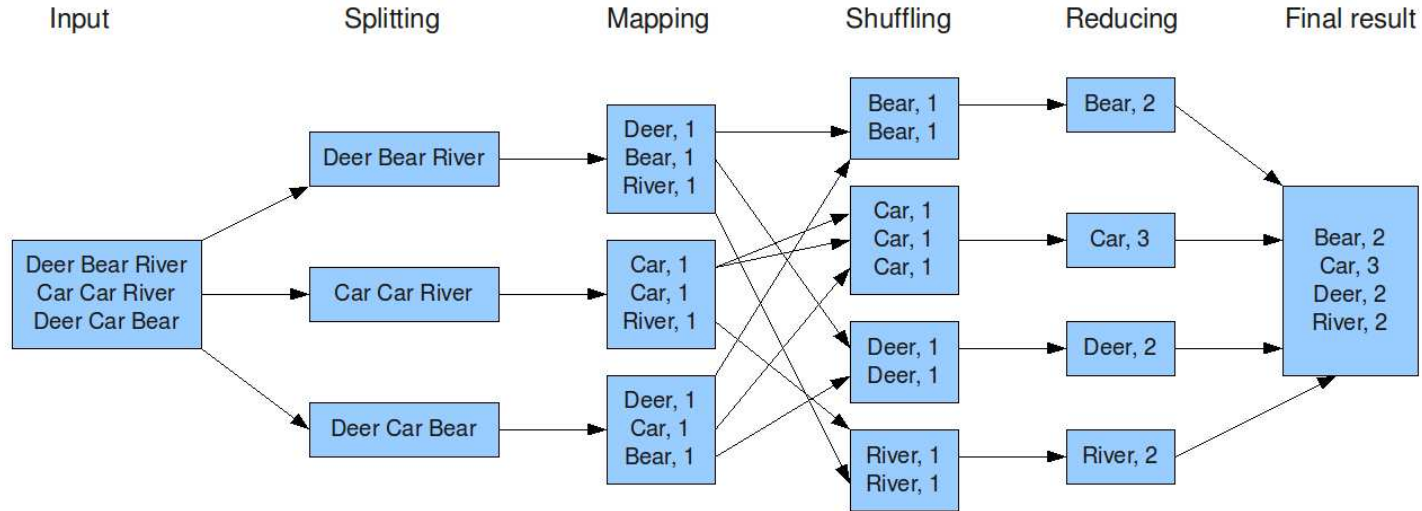 Input
Splitting
Mapping
Shuffling
Reducing
Final result
Deer Bear River
Car Car River
Deer Car Bear
Deer Bear River
Car Car River
Deer Car Bear
Deer, 1
Bear, 1
River, 1
Car, 1
Car, 1
River, 1
Deer, 1
Car, 1
Bear, 1
Bear, 1
Bear, 1
Car, 1
Car, 1
Car, 1
Deer, 1
Deer, 1
River, 1
River, 1
Bear, 2
Car, 3
Deer, 2
River, 2
Bear, 2
Car, 3
Deer, 2
River, 2